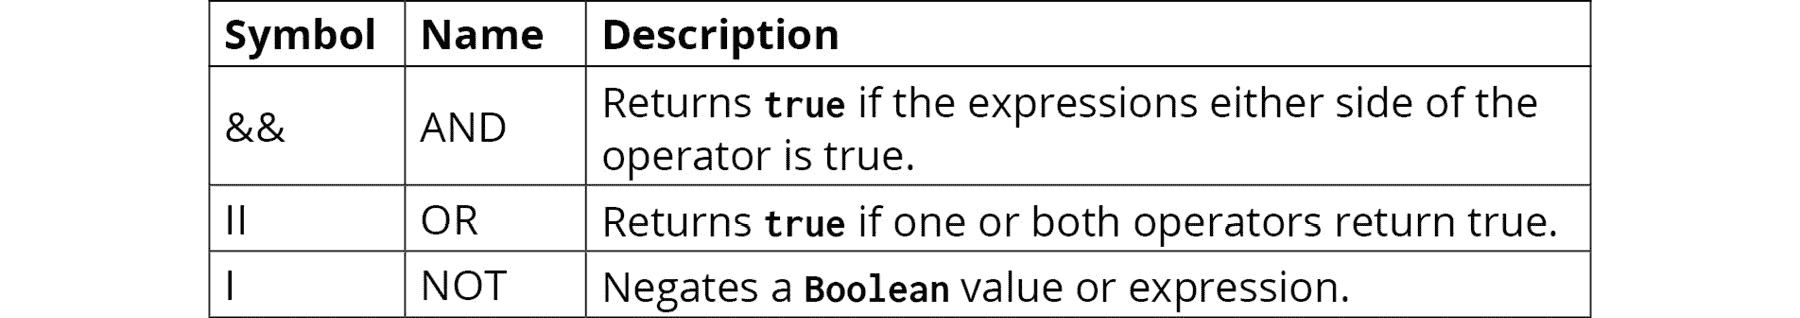 Symbol Name Description
&& AND Returns true if the expressions either side of the
operator is true.
II OR Returns true if one or both operators return true.
I NOT Negates a Boolean value or expression.